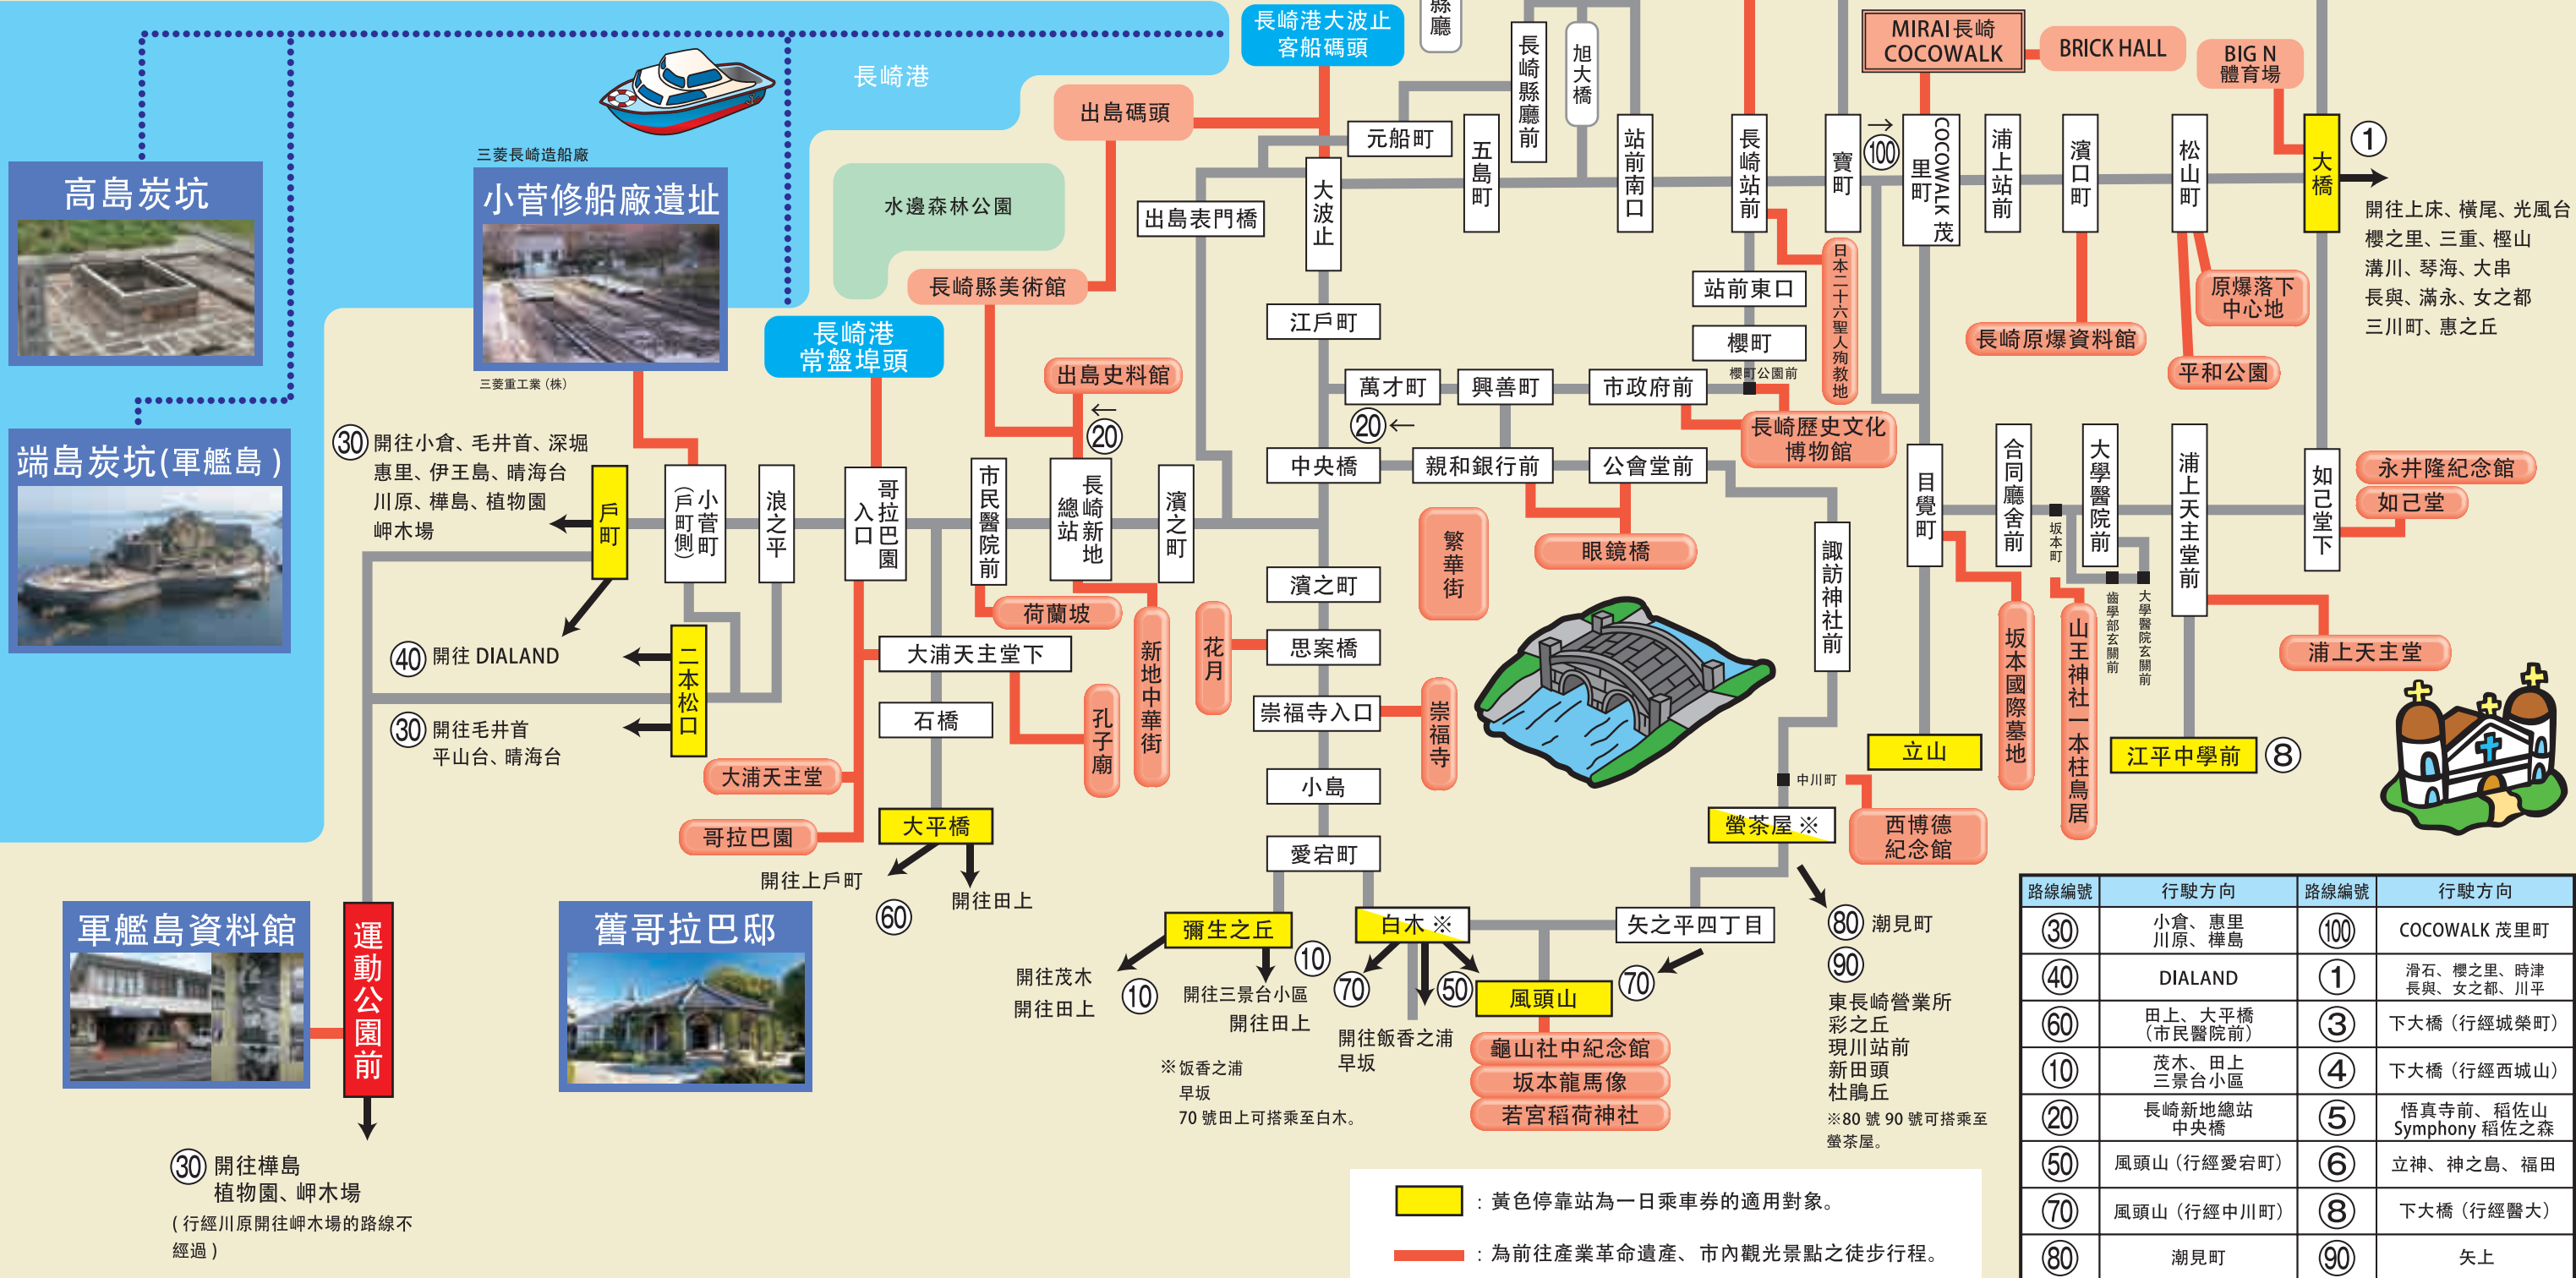 長崎港大波止
客船碼頭
縣廳
長崎縣廳前
旭大橋
MIRAI 長崎
COCOWALK
BRICK HALL
BIG N
體育場
長崎港
出島碼頭
元船町
五島町
站前南口
長崎站前
寶町
→
100
COCOWALK 茂
里町
浦上站前
濱口町
松山町
大橋
1
開往上床、橫尾、光風台
櫻之里、三重、樫山
溝川、琴海、大串
長與、滿永、女之都
三川町、惠之丘
高島炭坑
三菱長崎造船廠
小菅修船廠遺址
三菱重工業(株)
水邊森林公園
出島表門橋
大波止
長崎縣美術館
長崎港
常盤埠頭
出島史料館
←
20
江戶町
站前東口
櫻町
櫻町公園前
日本二十六聖人殉教地
原爆落下
中心地
長崎原爆資料館
平和公園
萬才町
興善町
市政府前
20←
長崎歷史文化
博物館
端島炭坑(軍艦島)
30 開往小倉、毛井首、深堀
惠里、伊王島、晴海台
川原、樺島、植物園
岬木場
戶町
小菅町
(戶町側)
浪之平
哥拉巴園
入口
市民醫院前
長崎新地
總站
濱之町
中央橋
親和銀行前
公會堂前
目覺町
合同廳舍前
坂本町
大學醫院前
浦上天主堂前
如己堂下
永井隆紀念館
如己堂
繁華街
眼鏡橋
諏訪神社前
齒學部玄關前
大學醫院玄關前
荷蘭坡
新地中華街
濱之町
花月
思案橋
坂本國際墓地
山王神社一本柱鳥居
浦上天主堂
40 開往 DIALAND
二本松口
30 開往毛井首
平山台、晴海台
大浦天主堂下
石橋
孔子廟
崇福寺入口
崇福寺
立山
江平中學前
8
大浦天主堂
哥拉巴園
大平橋
小島
愛宕町
中川町
螢茶屋※
西博德
紀念館
開往上戶町
60
開往田上
軍艦島資料館
運動公園前
舊哥拉巴邸
彌生之丘
白木※
矢之平四丁目
80 潮見町
90
東長崎營業所
彩之丘
現川站前
新田頭
杜鵑丘
※80 號 90 號可搭乘至
螢茶屋。
開往茂木
開往田上
10
10
開往三景台小區
開往田上
70
50
70
風頭山
開往飯香之浦
早坂
※饭香之浦
早坂
70 號田上可搭乘至白木。
龜山社中紀念館
坂本龍馬像
若宮稻荷神社
30 開往樺島
植物園、岬木場
(行經川原開往岬木場的路線不
經過)
：黃色停靠站為一日乘車券的適用對象。
：為前往產業革命遺產、市內觀光景點之徒步行程。
路線編號 行駛方向 路線編號 行駛方向
30 小倉、惠里
川原、樺島
100 COCOWALK 茂里町
40 DIALAND
1 滑石、櫻之里、時津
長與、女之都、川平
60 田上、大平橋
(市民醫院前)
3 下大橋(行經城榮町)
10 茂木、田上
三景台小區
4 下大橋(行經西城山)
20 長崎新地總站
中央橋
5 悟真寺前、稻佐山
Symphony 稻佐之森
50 風頭山(行經愛宕町)
6 立神、神之島、福田
70 風頭山(行經中川町)
8 下大橋(行經醫大)
80 潮見町
90 矢上